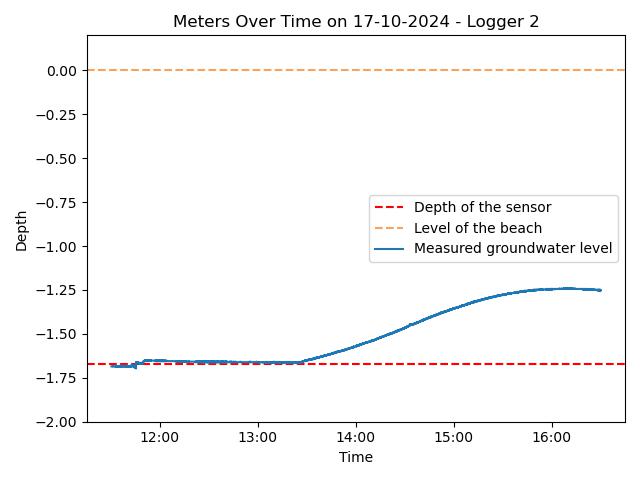 Meters Over Time on 17-10-2024 - Logger 2
0.00
−0.25
−0.50
−0.75
−1.00
−1.25
−1.50
−1.75
−2.00
Depth
Depth of the sensor
Level of the beach
Measured groundwater level
12:00 13:00 14:00 15:00 16:00
Time